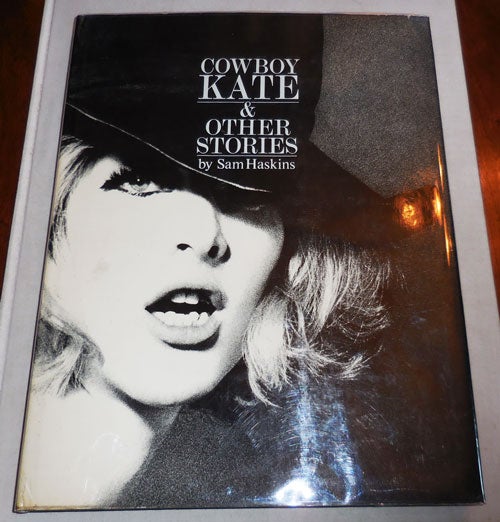 COWBOY
KATE
&
OTHER
STORIES
by Sam Haskins